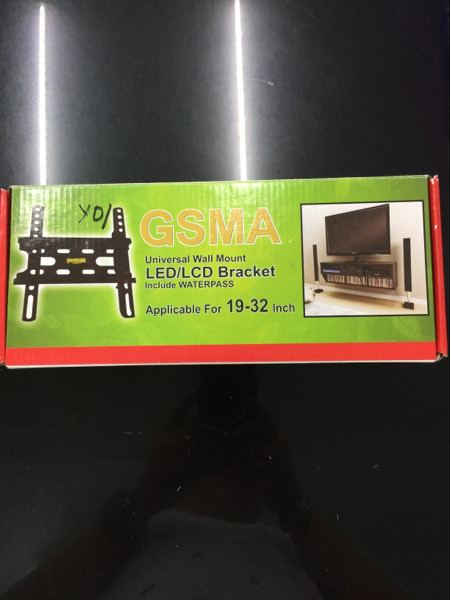 YD/
GSMA
Universal Wall Mount
LED/LCD Bracket
Include WATERPASS
Applicable For 19-32 Inch